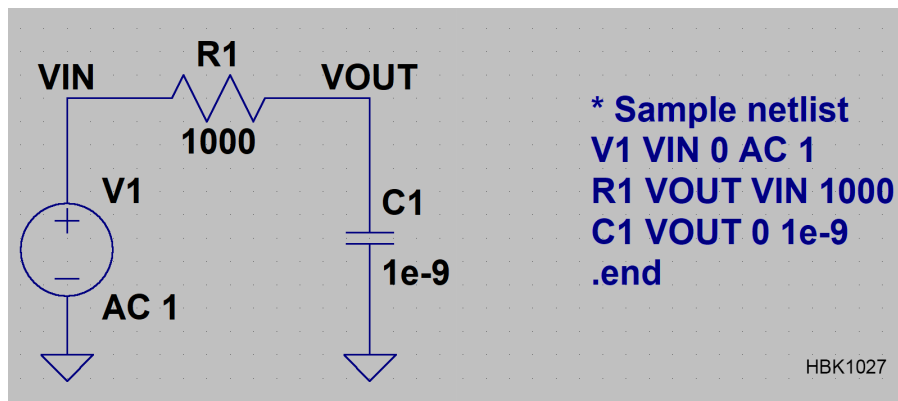 R1
VIN
VOUT
1000
V1
C1
1e-9
AC 1
* Sample netlist
V1 VIN 0 AC 1
R1 VOUT VIN 1000
C1 VOUT 0 1e-9
.end
HBK1027